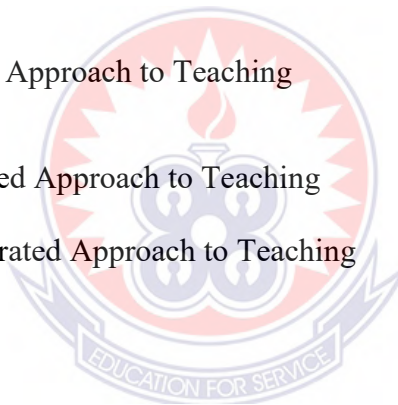 Approach to Teaching
ed Approach to Teaching
rated Approach to Teaching
EDUCATION FOR SERVICE